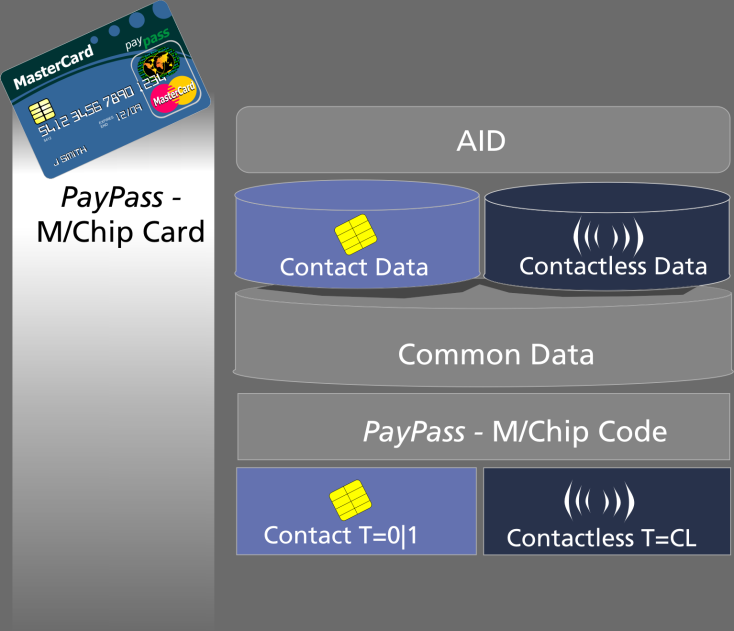 MasterCard
paypass
MasterCard
5412 3456 7890 1234
12/09
J SMITH
PayPass -
M/Chip Card
AID
Contact Data
Contactless Data
Common Data
PayPass - M/Chip Code
Contact T=0|1
Contactless T=CL